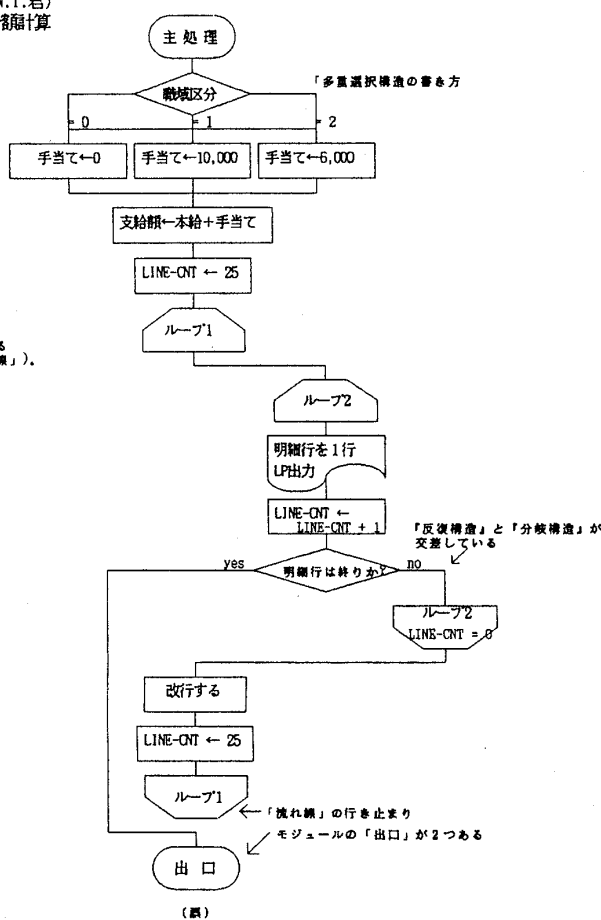 額計算
主処理
「多重選択構造の書き方
職域区分
= 0
= 1
= 2
手当て←0
手当て←10,000
手当て←6,000
支給額←本給+手当て
LINE-CNT ← 25
ループ1
る
線」)。
ループ2
明細行を1行
LP出力
LINE-CNT ←
LINE-CNT + 1
『反復構造』と『分岐構造』が
交差している
yes
明細行は終りか?
no
ループ2
LINE-CNT = 0
改行する
LINE-CNT ← 25
ループ1
「流れ線」の行き止まり
モジュールの「出口」が2つある
出口
(誤)